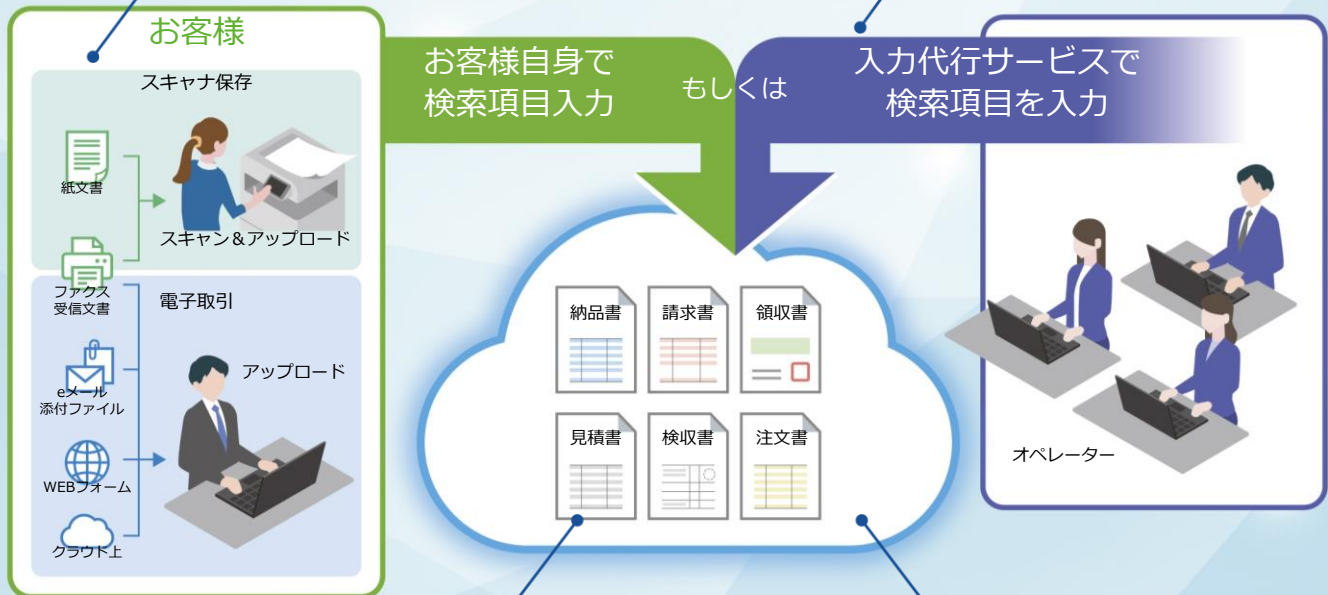 お客様
スキャナ保存
紙文書
スキャン＆アップロード
ファクス
受信文書
電子取引
アップロード
eメール
添付ファイル
WEBフォーム
クラウド上
お客様自身で
検索項目入力
もしくは
入力代行サービスで
検索項目を入力
納品書
請求書
領収書
見積書
検収書
注文書
オペレーター